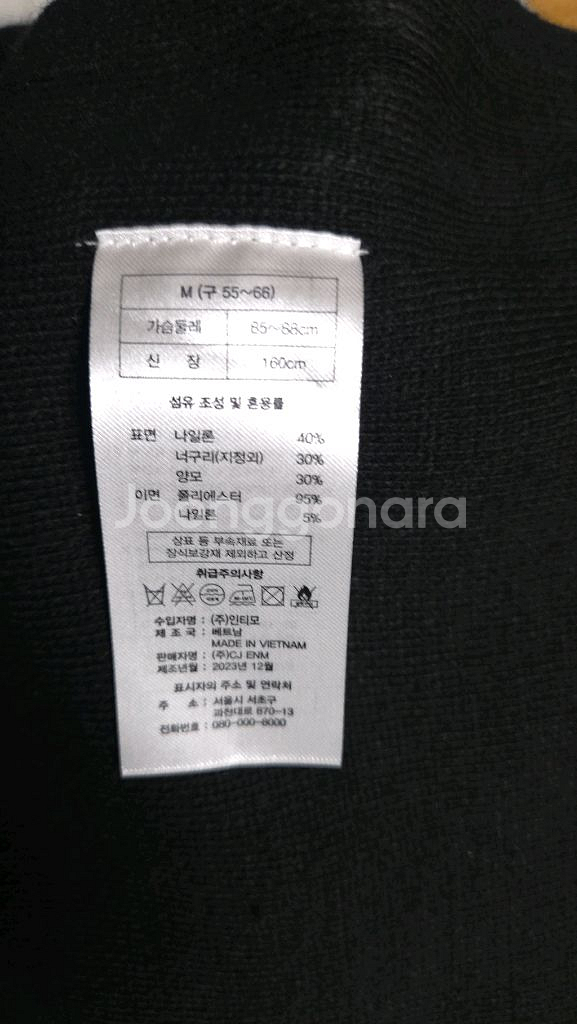 M (구 55~66)
가슴둘레 85~88cm
신 장 160cm
섬유 조성 및 혼용률
표면 나일론 40%
너구리(지정외) 30%
양모 30%
이면 폴리에스터 95%
나일론 5%
Joonggonara
상표 등 부속재료 또는
장식보강재 제외하고 산정
취급주의사항
수입자명 : (주)인티모
제 조 국 : 베트남
MADE IN VIETNAM
판매자명 : (주)CJ ENM
제조년월 : 2023년 12월
표시자의 주소 및 연락처
주 소 : 서울시 서초구
과천대로 870-13
전화번호 : 080-000-8000